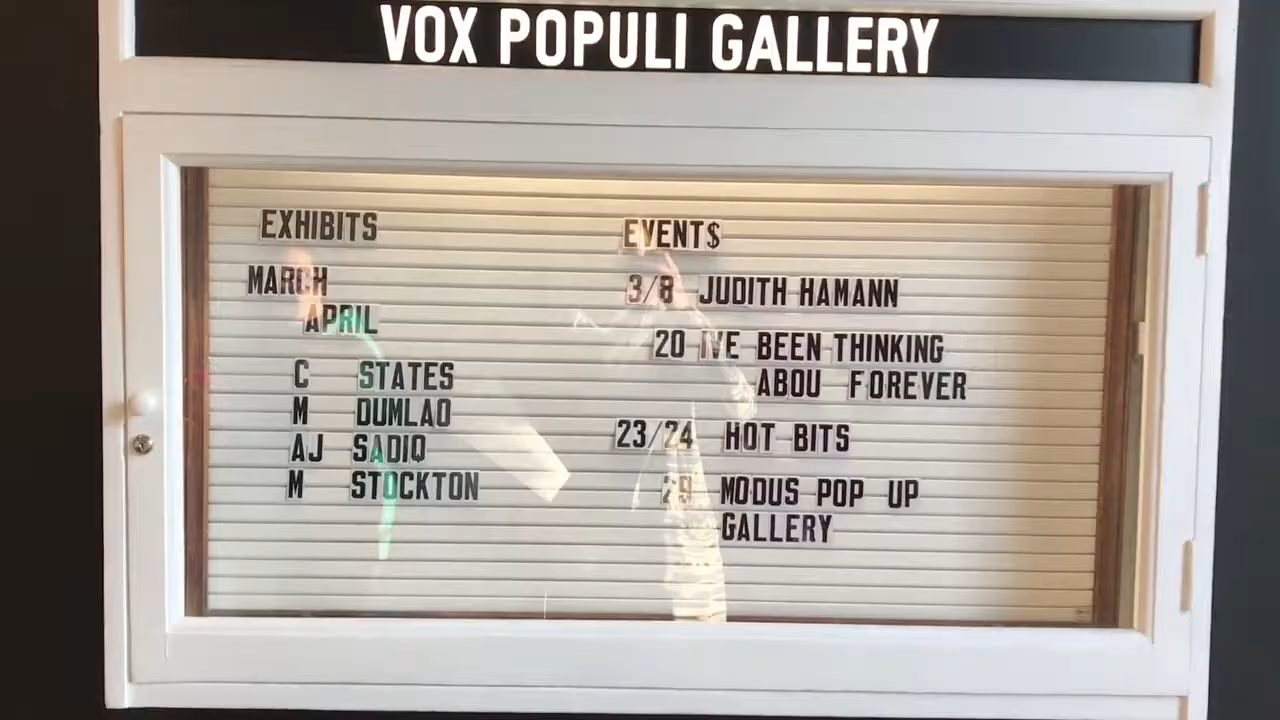 VOX POPULI GALLERY
EXHIBITS
MARCH
APRIL
C STATES
M DUMLAO
AJ SADIQ
M STOCKTON
EVENT$
3/8 JUDITH HAMANN
20 IVE BEEN THINKING
ABOU FOREVER
23/24 HOT BITS
29 MODUS POP UP
GALLERY